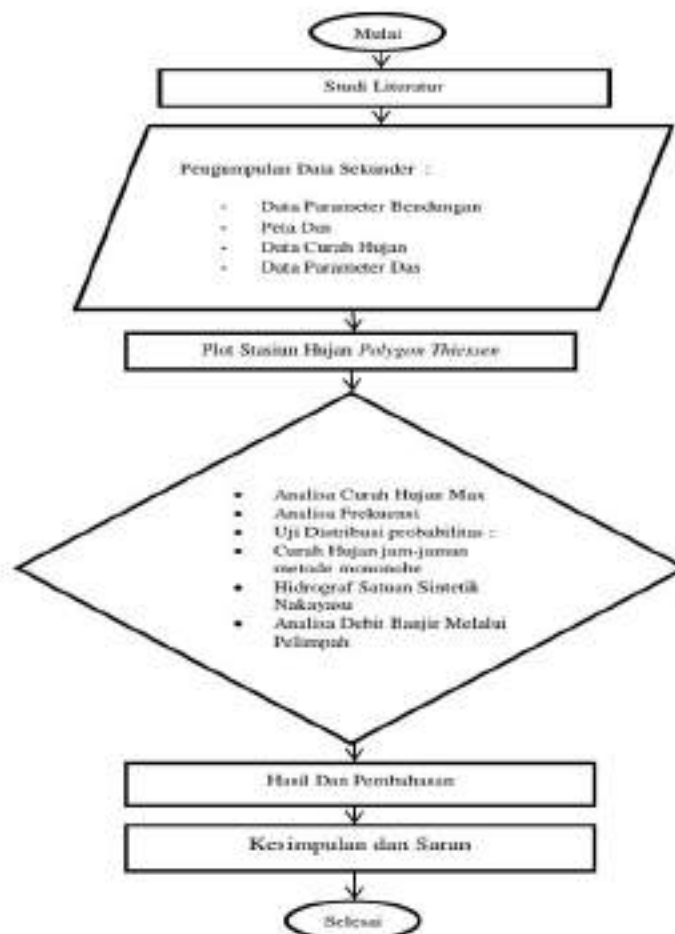 Mulai
Studi Literatur
Pengumpulan Data Sekunder :
- Data Parameter Bendungan
- Peta Das
- Data Curah Hujan
- Data Parameter Das
Plot Stasiun Hujan Polygon Thiessen
• Analisa Curah Hujan Max
• Analisa Frekuensi
• Uji Distribusi probabilitas :
• Curah Hujan jam-jaman
metode mononobe
• Hidrograf Satuan Sintetik
Nakayasu
• Analisa Debit Banjir Melalui
Pelimpah
Hasil Dan Pembahasan
Kesimpulan dan Saran
Selesai